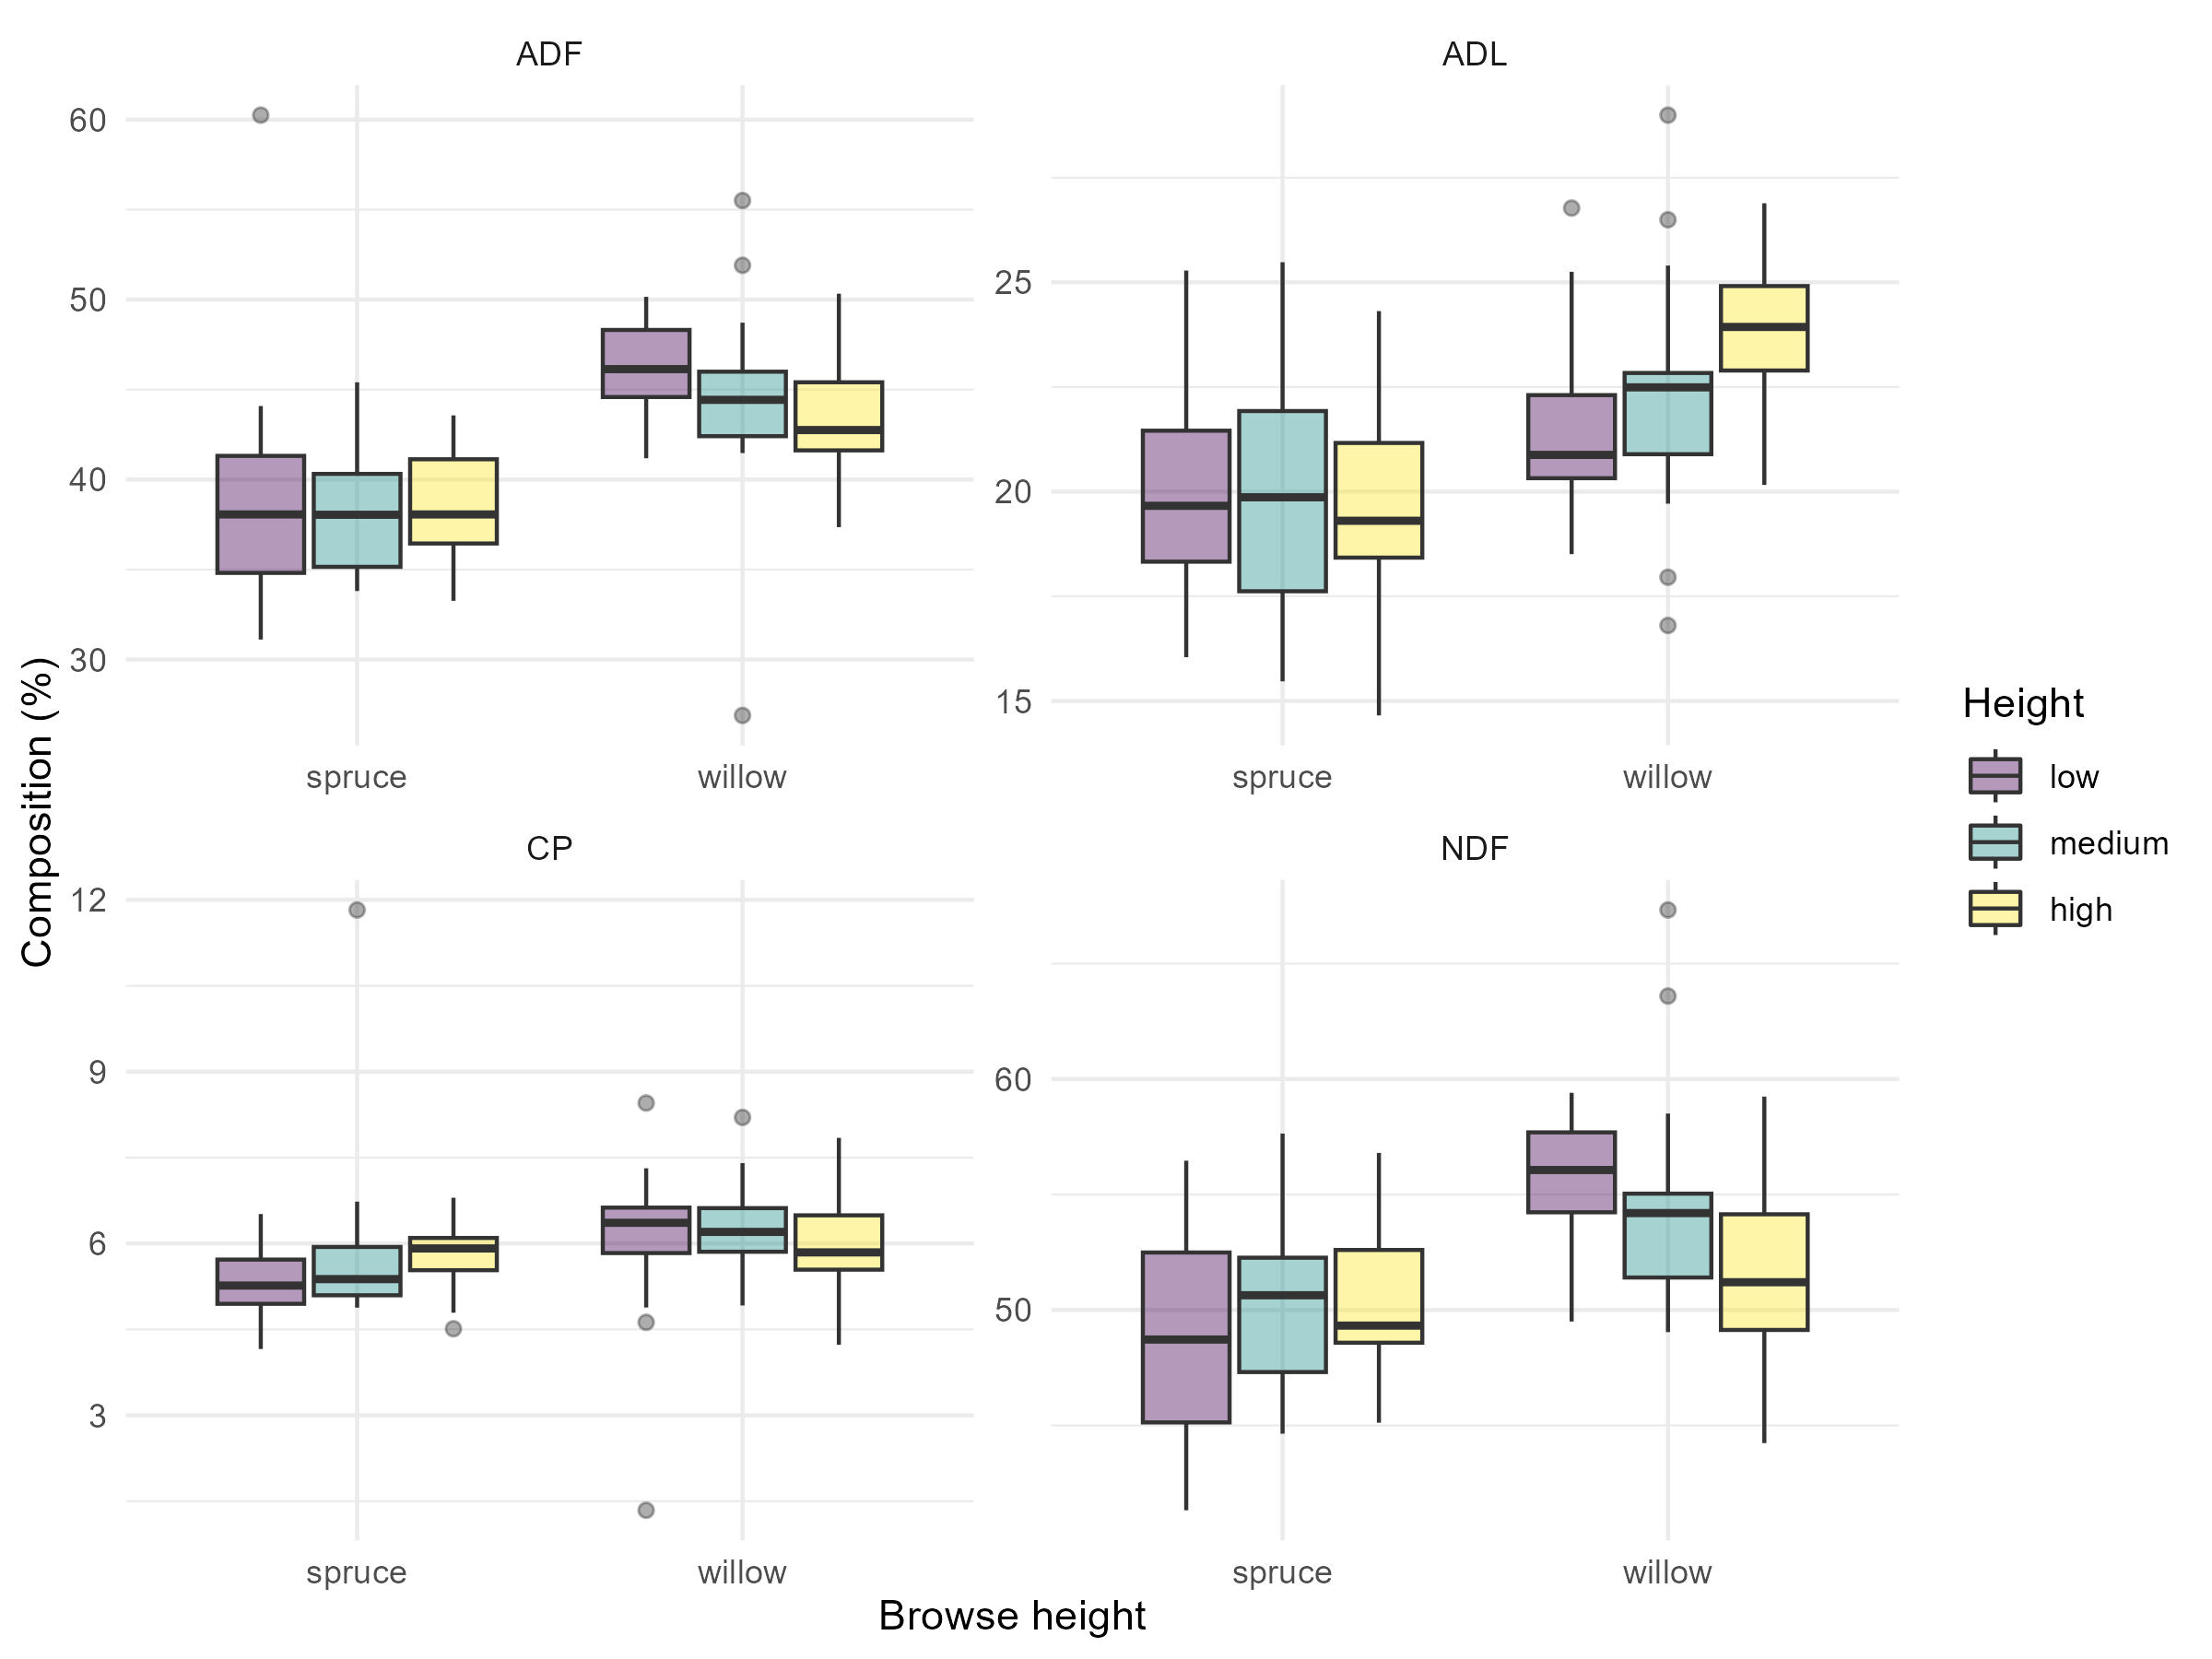 ADF
ADL
60
50
40
30
25
20
15
spruce
willow
spruce
willow
Composition (%)
CP
NDF
12
9
6
3
60
50
spruce
willow
spruce
willow
Browse height
Height
low
medium
high